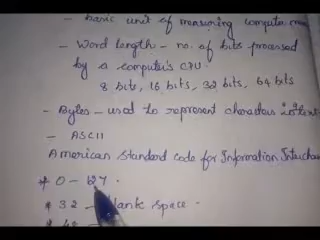 - basic unit of measuring computer
- Word length - no. of bits processed
by a computer's CPU.
8 bits, 16 bits, 32 bits, 64 bits
- Bytes - used to represent characters
- ASCII
American Standard code for Information Interchan
* 0 - 127.
* 32 - blank space.
* 48 -